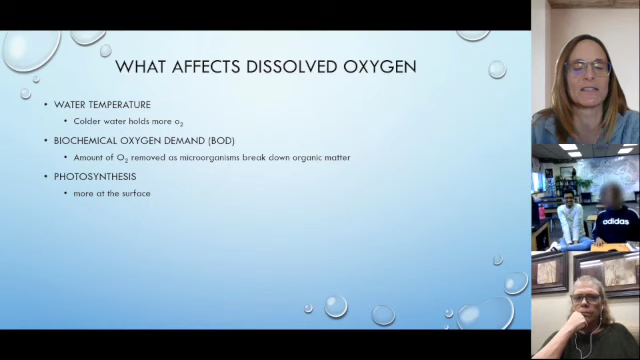 WHAT AFFECTS DISSOLVED OXYGEN
• WATER TEMPERATURE
• Colder water holds more o₂
• BIOCHEMICAL OXYGEN DEMAND (BOD)
• Amount of O₂ removed as microorganisms break down organic matter
• PHOTOSYNTHESIS
• more at the surface
adidas